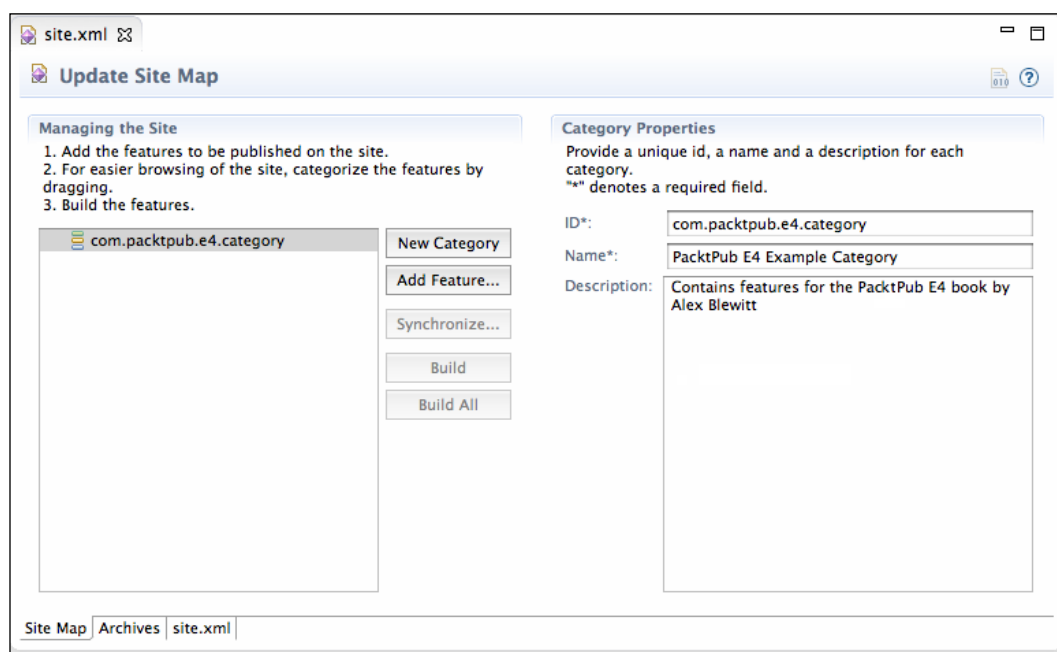 site.xml
Update Site Map
010
Managing the Site
1. Add the features to be published on the site.
2. For easier browsing of the site, categorize the features by
dragging.
3. Build the features.
com.packtpub.e4.category
New Category
Add Feature...
Synchronize...
Build
Build All
Category Properties
Provide a unique id, a name and a description for each
category.
"*" denotes a required field.
ID*:
com.packtpub.e4.category
Name*:
PacktPub E4 Example Category
Description:
Contains features for the PacktPub E4 book by
Alex Blewitt
Site Map
Archives
site.xml